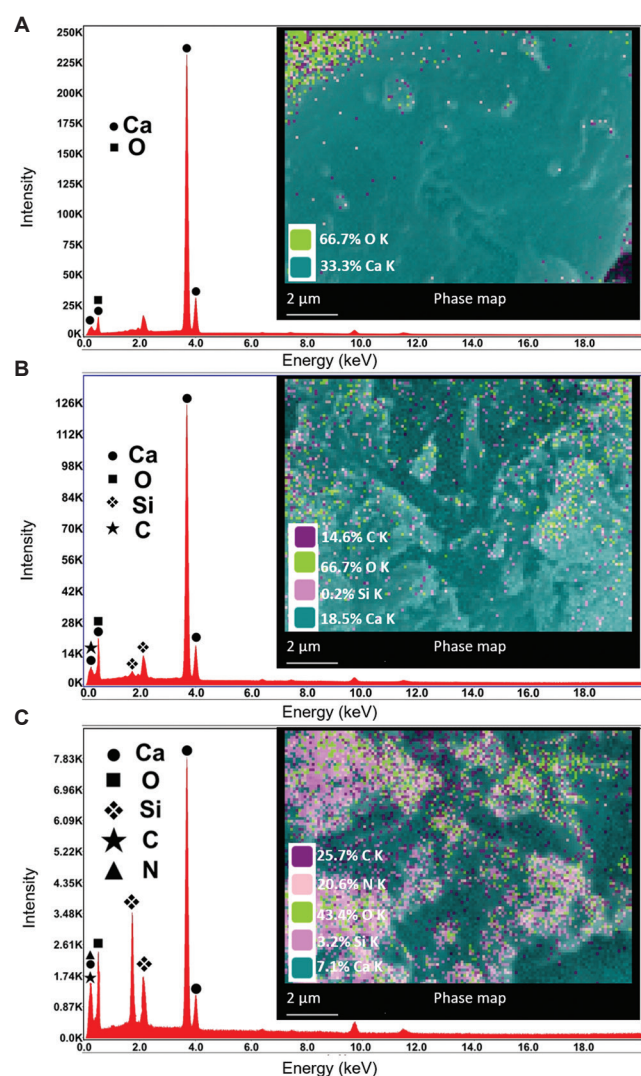 A
250K
225K
200K
175K
150K
125K
100K
75K
50K
25K
0K
Intensity
Ca
O
66.7% O K
33.3% Ca K
2 µm Phase map
0.0 2.0 4.0 6.0 8.0 10.0 12.0 14.0 16.0 18.0
Energy (keV)
B
126K
112K
98K
84K
70K
56K
42K
28K
14K
0K
Intensity
Ca
O
Si
C
14.6% C K
66.7% O K
0.2% Si K
18.5% Ca K
2 µm Phase map
0.0 2.0 4.0 6.0 8.0 10.0 12.0 14.0 16.0 18.0
Energy (keV)
C
7.83K
6.96K
6.09K
5.22K
4.35K
3.48K
2.61K
1.74K
0.87K
0.0K
Intensity
Ca
O
Si
C
N
25.7% C K
20.6% N K
43.4% O K
3.2% Si K
7.1% Ca K
2 µm Phase map
0.0 2.0 4.0 6.0 8.0 10.0 12.0 14.0 16.0 18.0
Energy (keV)